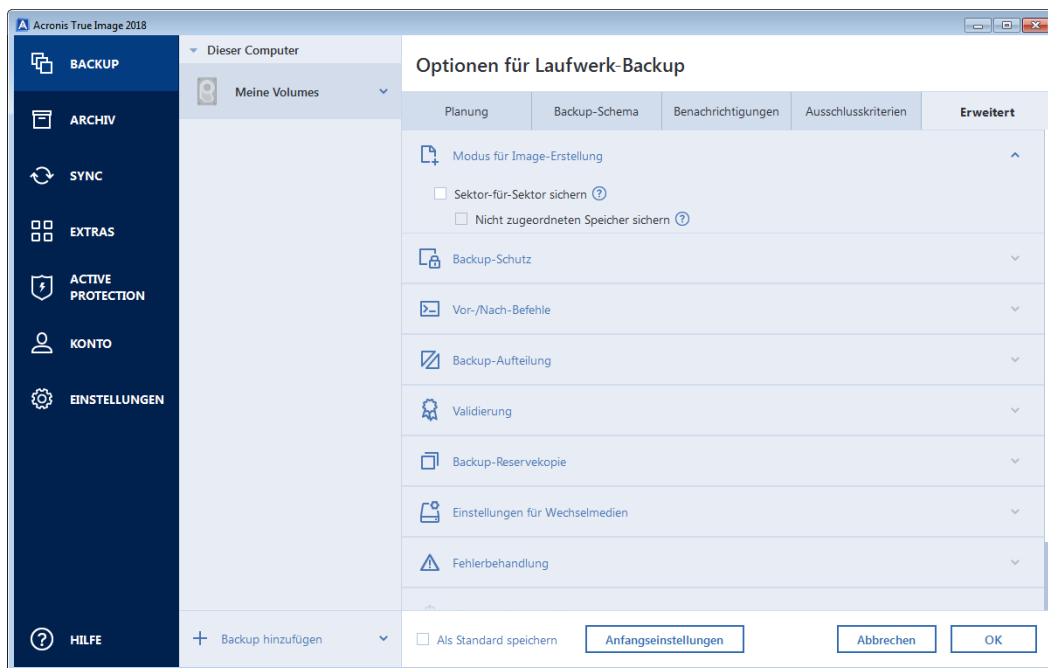 Acronis True Image 2018
BACKUP
ARCHIV
SYNC
EXTRAS
ACTIVE
PROTECTION
KONTO
EINSTELLUNGEN
HILFE
Dieser Computer
Meine Volumes
Backup hinzufügen
Optionen für Laufwerk-Backup
Planung
Backup-Schema
Benachrichtigungen
Ausschlusskriterien
Erweitert
Modus für Image-Erstellung
Sektor-für-Sektor sichern ?
Nicht zugeordneten Speicher sichern ?
Backup-Schutz
Vor-/Nach-Befehle
Backup-Aufteilung
Validierung
Backup-Reservekopie
Einstellungen für Wechselmedien
Fehlerbehandlung
Als Standard speichern
Anfangseinstellungen
Abbrechen
OK